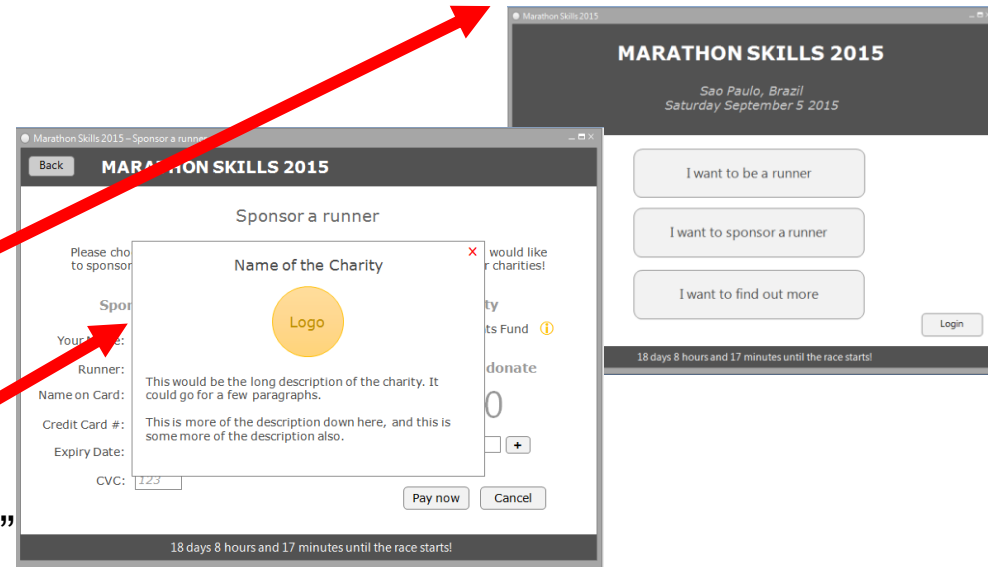 Marathon Skills 2015
MARATHON SKILLS 2015
Sao Paulo, Brazil
Saturday September 5 2015
I want to be a runner
I want to sponsor a runner
I want to find out more
Login
18 days 8 hours and 17 minutes until the race starts!
Marathon Skills 2015 – Sponsor a runner
Back
MARATHON SKILLS 2015
Sponsor a runner
Please cho
would like
to sponsor
r charities!
X
Name of the Charity
Logo
This would be the long description of the charity. It
could go for a few paragraphs.
This is more of the description down here, and this is
some more of the description also.
Spor
ty
Your
ts Fund
Runner:
donate
Name on Card:
0
Credit Card #:
Expiry Date:
+
CVC:
123
Pay now
Cancel
18 days 8 hours and 17 minutes until the race starts!
”